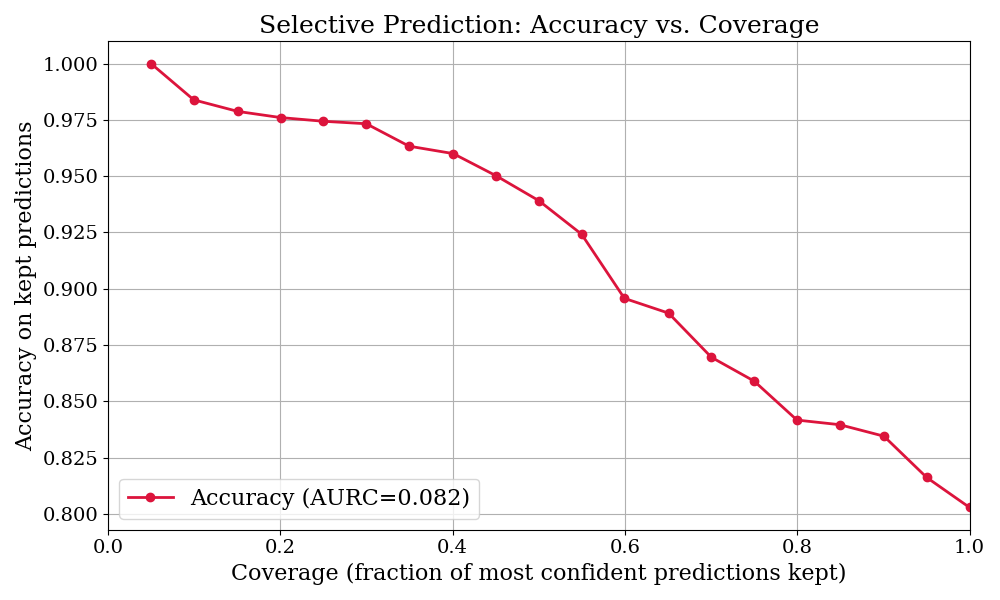 Selective Prediction: Accuracy vs. Coverage
Accuracy on kept predictions
1.000
0.975
0.950
0.925
0.900
0.875
0.850
0.825
0.800
Accuracy (AURC=0.082)
0.0 0.2 0.4 0.6 0.8 1.0
Coverage (fraction of most confident predictions kept)